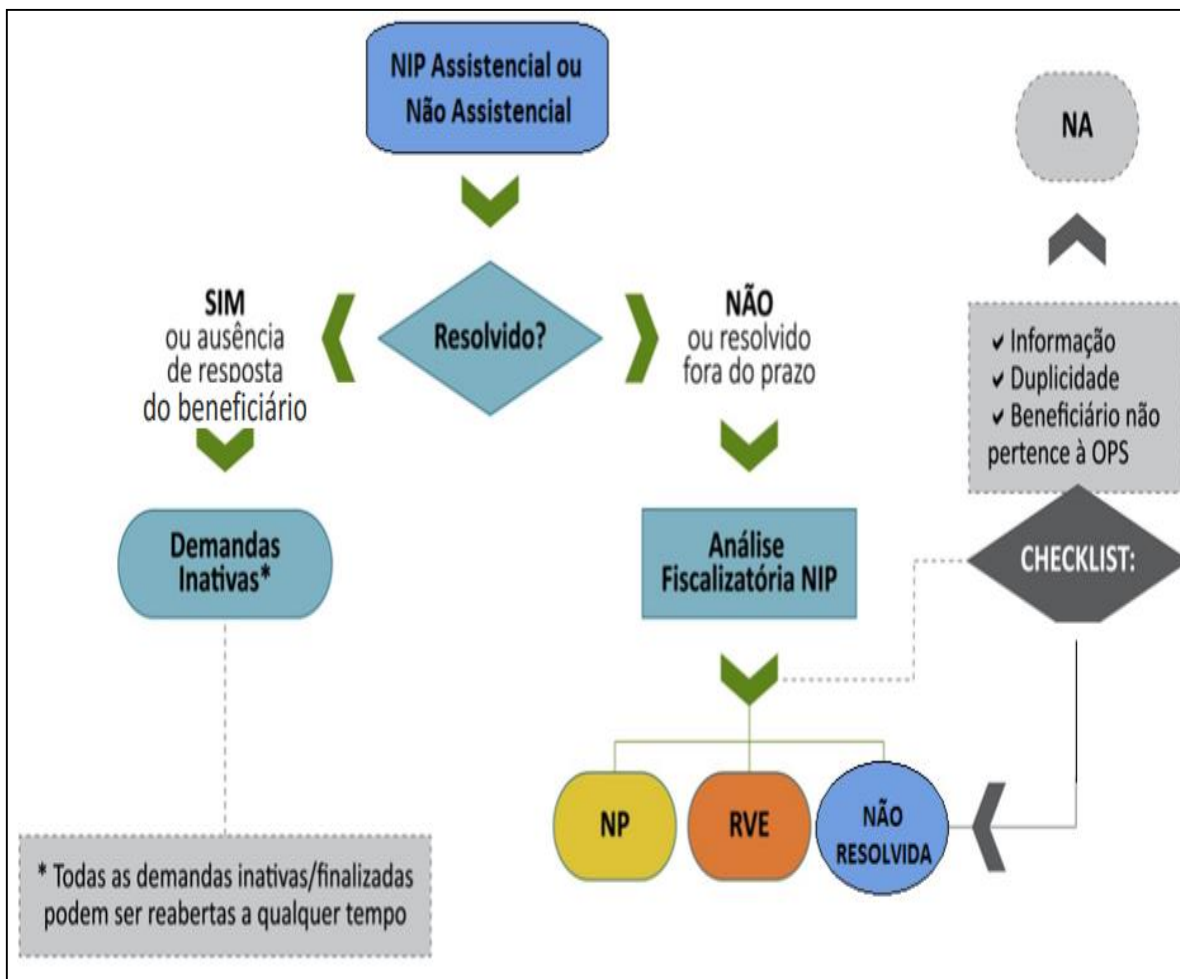 NIP Assistencial ou
Não Assistencial
NA
SIM
ou ausência
de resposta
do beneficiário
Resolvido?
NÃO
ou resolvido
fora do prazo
✔ Informação
✔ Duplicidade
✔ Beneficiário não
pertence à OPS
CHECKLIST:
Demandas
Inativas*
Análise
Fiscalizatória NIP
NP
RVE
NÃO
RESOLVIDA
* Todas as demandas inativas/finalizadas
podem ser reabertas a qualquer tempo